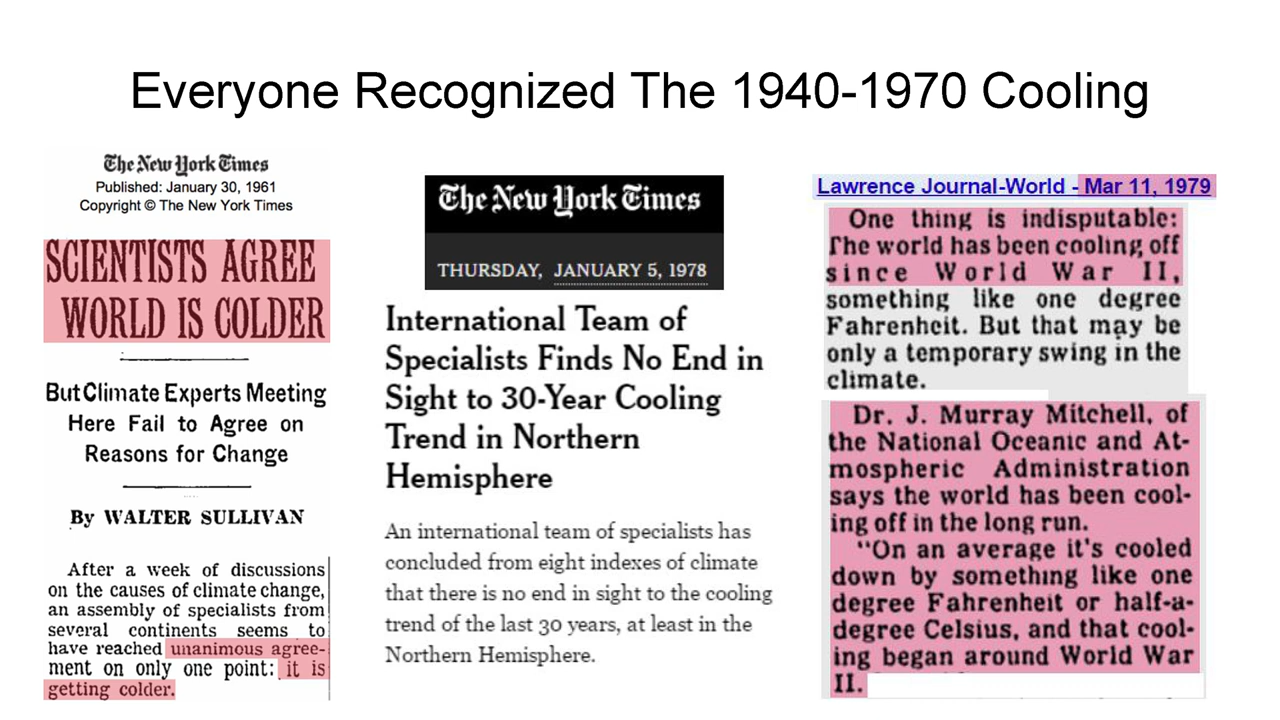 Everyone Recognized The 1940-1970 Cooling
The New York Times
Published: January 30, 1961
Copyright © The New York Times
SCIENTISTS AGREE
WORLD IS COLDER
But Climate Experts Meeting
Here Fail to Agree on
Reasons for Change
By WALTER SULLIVAN
After a week of discussions
on the causes of climate change,
an assembly of specialists from
several continents seems to
have reached unanimous agree-
ment on only one point: it is
getting colder.
The New York Times
THURSDAY, JANUARY 5, 1978
International Team of
Specialists Finds No End in
Sight to 30-Year Cooling
Trend in Northern
Hemisphere
An international team of specialists has
concluded from eight indexes of climate
that there is no end in sight to the cooling
trend of the last 30 years, at least in the
Northern Hemisphere.
Lawrence Journal-World - Mar 11, 1979
One thing is indisputable:
The world has been cooling off
since World War II,
something like one degree
Fahrenheit. But that may be
only a temporary swing in the
climate.
Dr. J. Murray Mitchell, of
the National Oceanic and At-
mospheric Administration
says the world has been cool-
ing off in the long run.
"On an average it's cooled
down by something like one
degree Fahrenheit or half-a-
degree Celsius, and that cool-
ing began around World War
II.